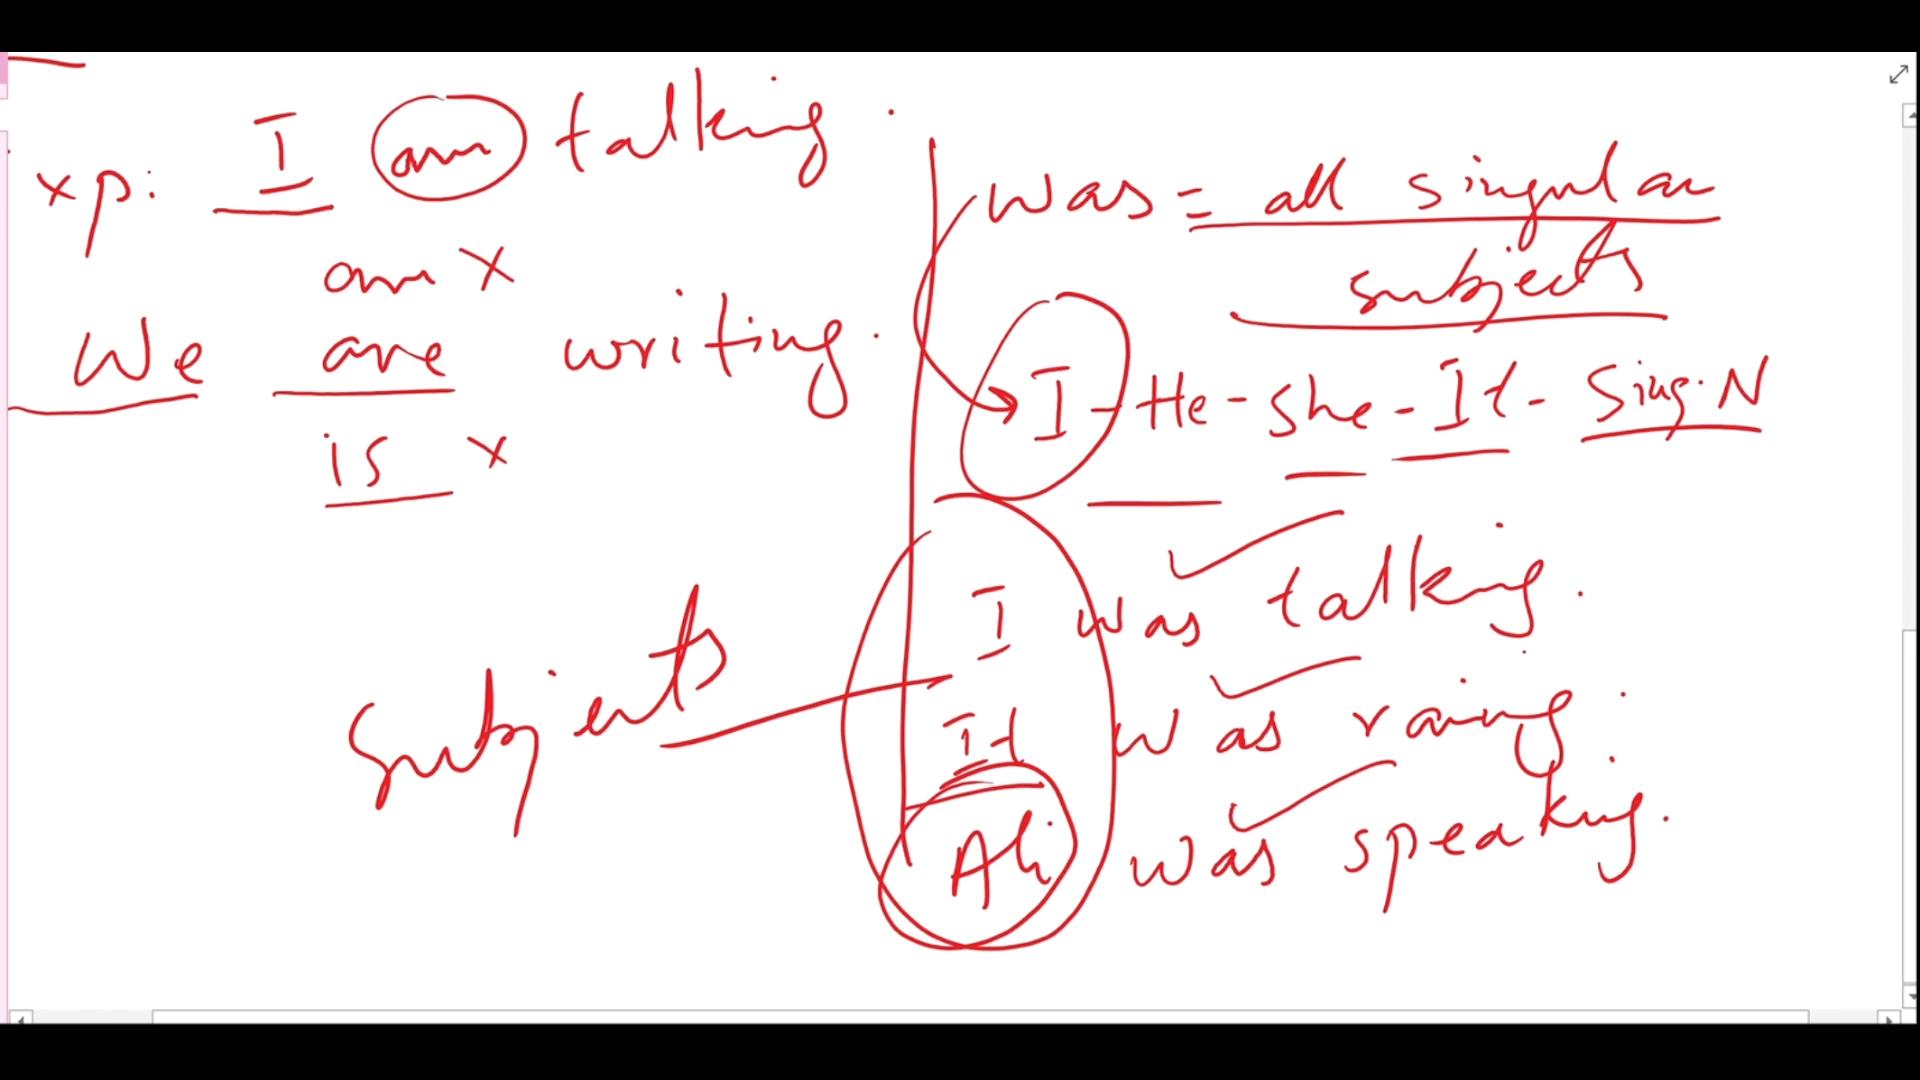 xp: I am talking.
am x
We are writing.
is x
Subjects
was = all singular
subjects
I - He - She - It - Sing. N
I was talking.
It was raing.
Ali was speaking.